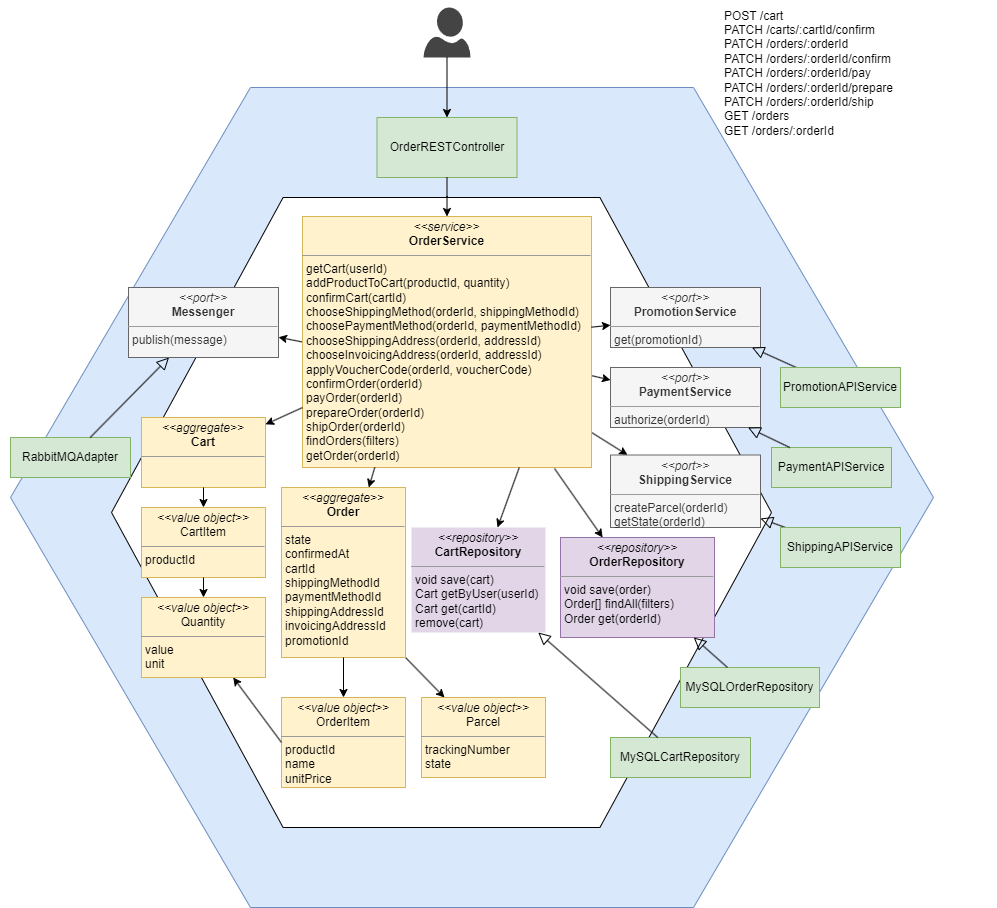 POST /cart
PATCH /carts/:cartId/confirm
PATCH /orders/:orderId
PATCH /orders/:orderId/confirm
PATCH /orders/:orderId/pay
PATCH /orders/:orderId/prepare
PATCH /orders/:orderId/ship
GET /orders
GET /orders/:orderId
OrderRESTController
<<service>>
OrderService
getCart(userId)
addProductToCart(productId, quantity)
confirmCart(cartId)
chooseShippingMethod(orderId, shippingMethodId)
choosePaymentMethod(orderId, paymentMethodId)
chooseShippingAddress(orderId, addressId)
chooseInvoicingAddress(orderId, addressId)
applyVoucherCode(orderId, voucherCode)
confirmOrder(orderId)
payOrder(orderId)
prepareOrder(orderId)
shipOrder(orderId)
findOrders(filters)
getOrder(orderId)
<<port>>
Messenger
publish(message)
<<port>>
PromotionService
get(promotionId)
PromotionAPIService
<<port>>
PaymentService
authorize(orderId)
PaymentAPIService
<<port>>
ShippingService
createParcel(orderId)
getState(orderId)
ShippingAPIService
RabbitMQAdapter
<<aggregate>>
Cart
<<value object>>
CartItem
productId
<<value object>>
Quantity
value
unit
<<aggregate>>
Order
state
confirmedAt
cartId
shippingMethodId
paymentMethodId
shippingAddressId
invoicingAddressId
promotionId
<<repository>>
CartRepository
void save(cart)
Cart getByUser(userId)
Cart get(cartId)
remove(cart)
<<repository>>
OrderRepository
void save(order)
Order[] findAll(filters)
Order get(orderId)
MySQLOrderRepository
MySQLCartRepository
<<value object>>
OrderItem
productId
name
unitPrice
<<value object>>
Parcel
trackingNumber
state